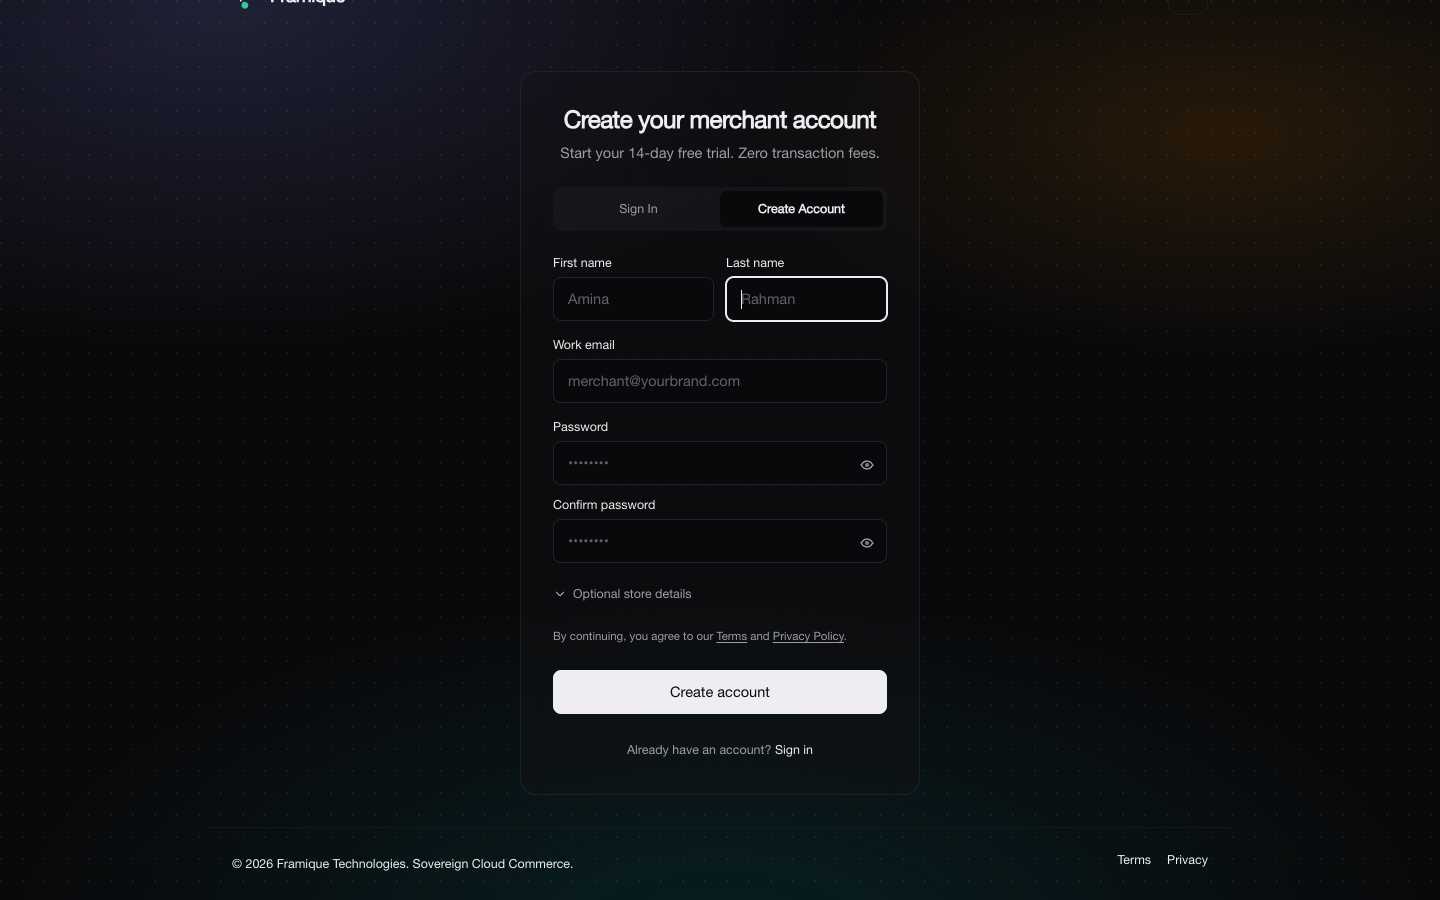 Framique
Create your merchant account
Start your 14-day free trial. Zero transaction fees.
Sign In
Create Account
First name
Last name
Amina
Rahman
Work email
merchant@yourbrand.com
Password
••••••••
Confirm password
••••••••
Optional store details
By continuing, you agree to our Terms and Privacy Policy.
Create account
Already have an account? Sign in
© 2026 Framique Technologies. Sovereign Cloud Commerce.
Terms
Privacy